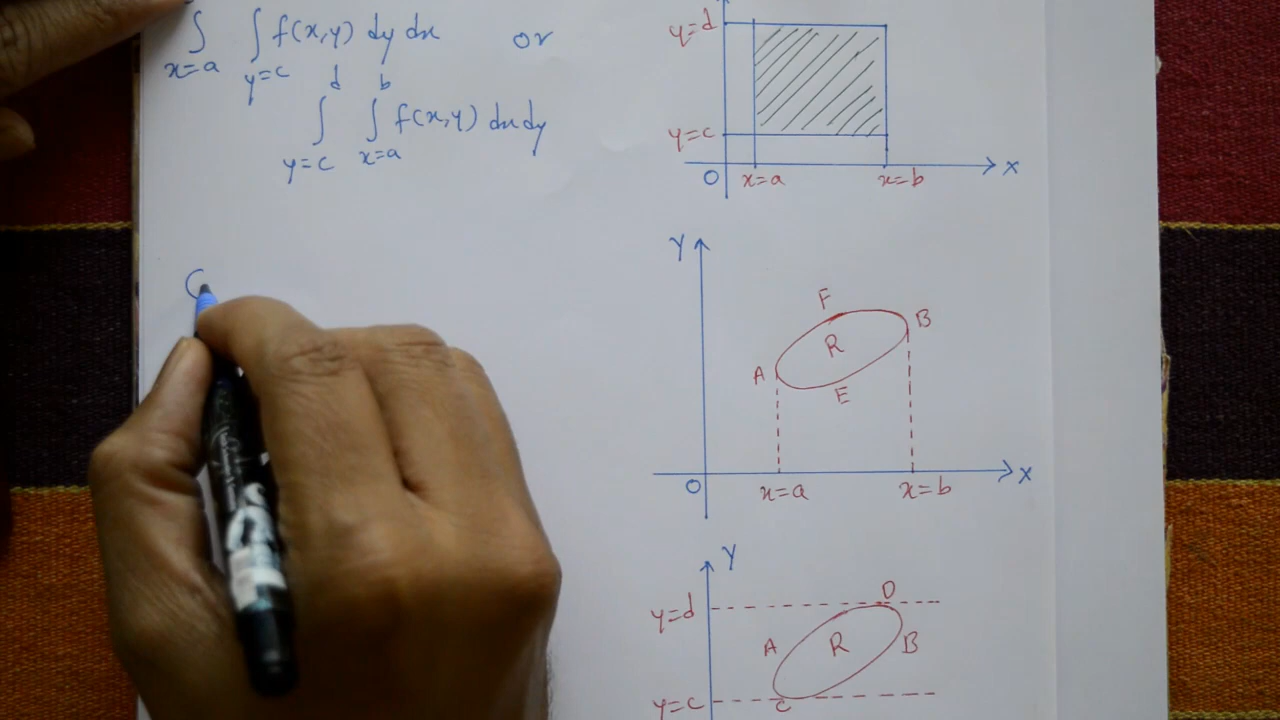 ∫ ∫ f(x,y) dy dx or
x=a y=c
d b
∫ ∫ f(x,y) dx dy
y=c x=a
C
y=d
y=c
O x=a x=b X
Y
F
B
R
A
E
O x=a x=b X
Y
y=d D
A R B
y=c C